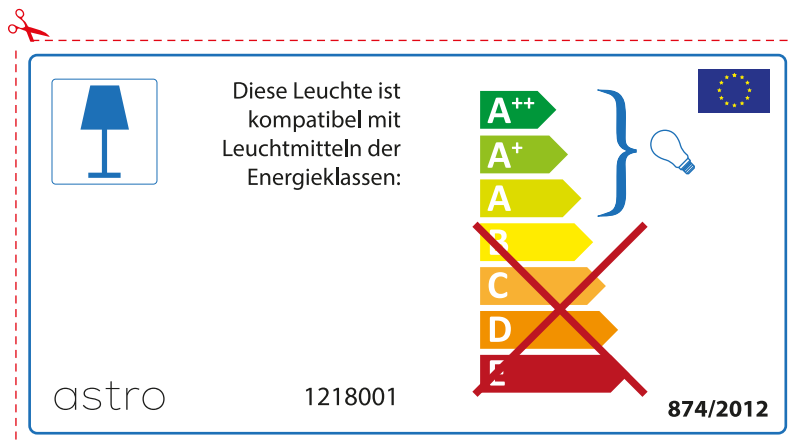 Diese Leuchte ist
kompatibel mit
Leuchtmitteln der
Energieklassen:
A++
A+
A
B
C
D
E
astro
1218001
874/2012